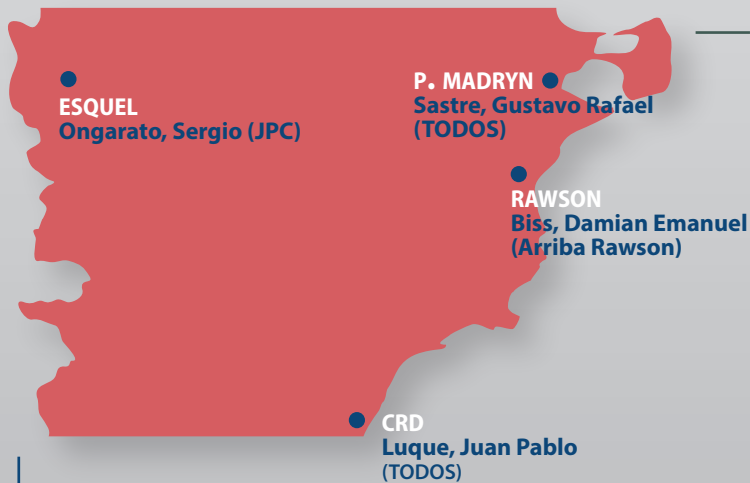 ESQUEL
Ongarato, Sergio (JPC)
P. MADRYN
Sastre, Gustavo Rafael
(TODOS)
RAWSON
Biss, Damian Emanuel
(Arriba Rawson)
CRD
Luque, Juan Pablo
(TODOS)